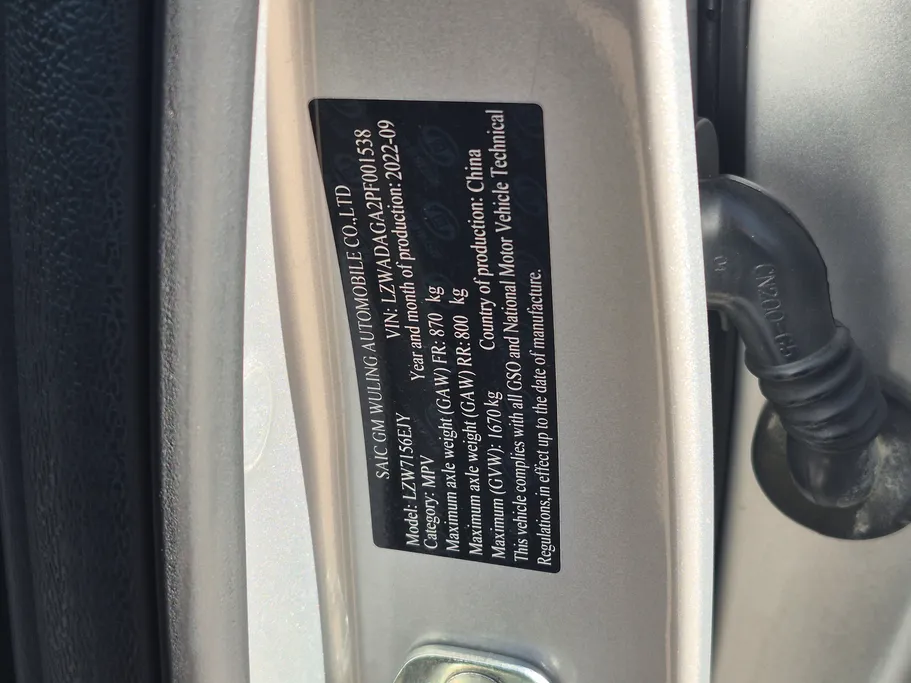 SAIC GM WULING AUTOMOBILE CO.,LTD
Model: LZW7156EJY VIN: LZWADAGA2PF001538
Category: MPV Year and month of production: 2022-09
Maximum axle weight (GAW) FR: 870 kg
Maximum axle weight (GAW) RR: 800 kg
Maximum (GVW): 1670 kg Country of production: China
This vehicle complies with all GSO and National Motor Vehicle Technical
Regulations,in effect up to the date of manufacture.